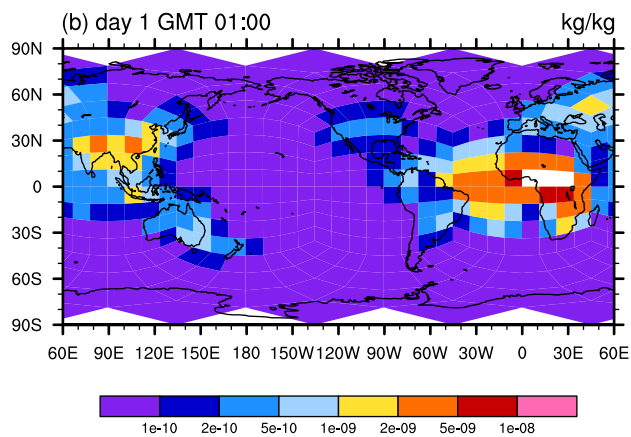 (b) day 1 GMT 01:00 kg/kg
90N
60N
30N
0
30S
60S
90S
60E 90E 120E 150E 180 150W 120W 90W 60W 30W 0 30E 60E
1e-10 2e-10 5e-10 1e-09 2e-09 5e-09 1e-08